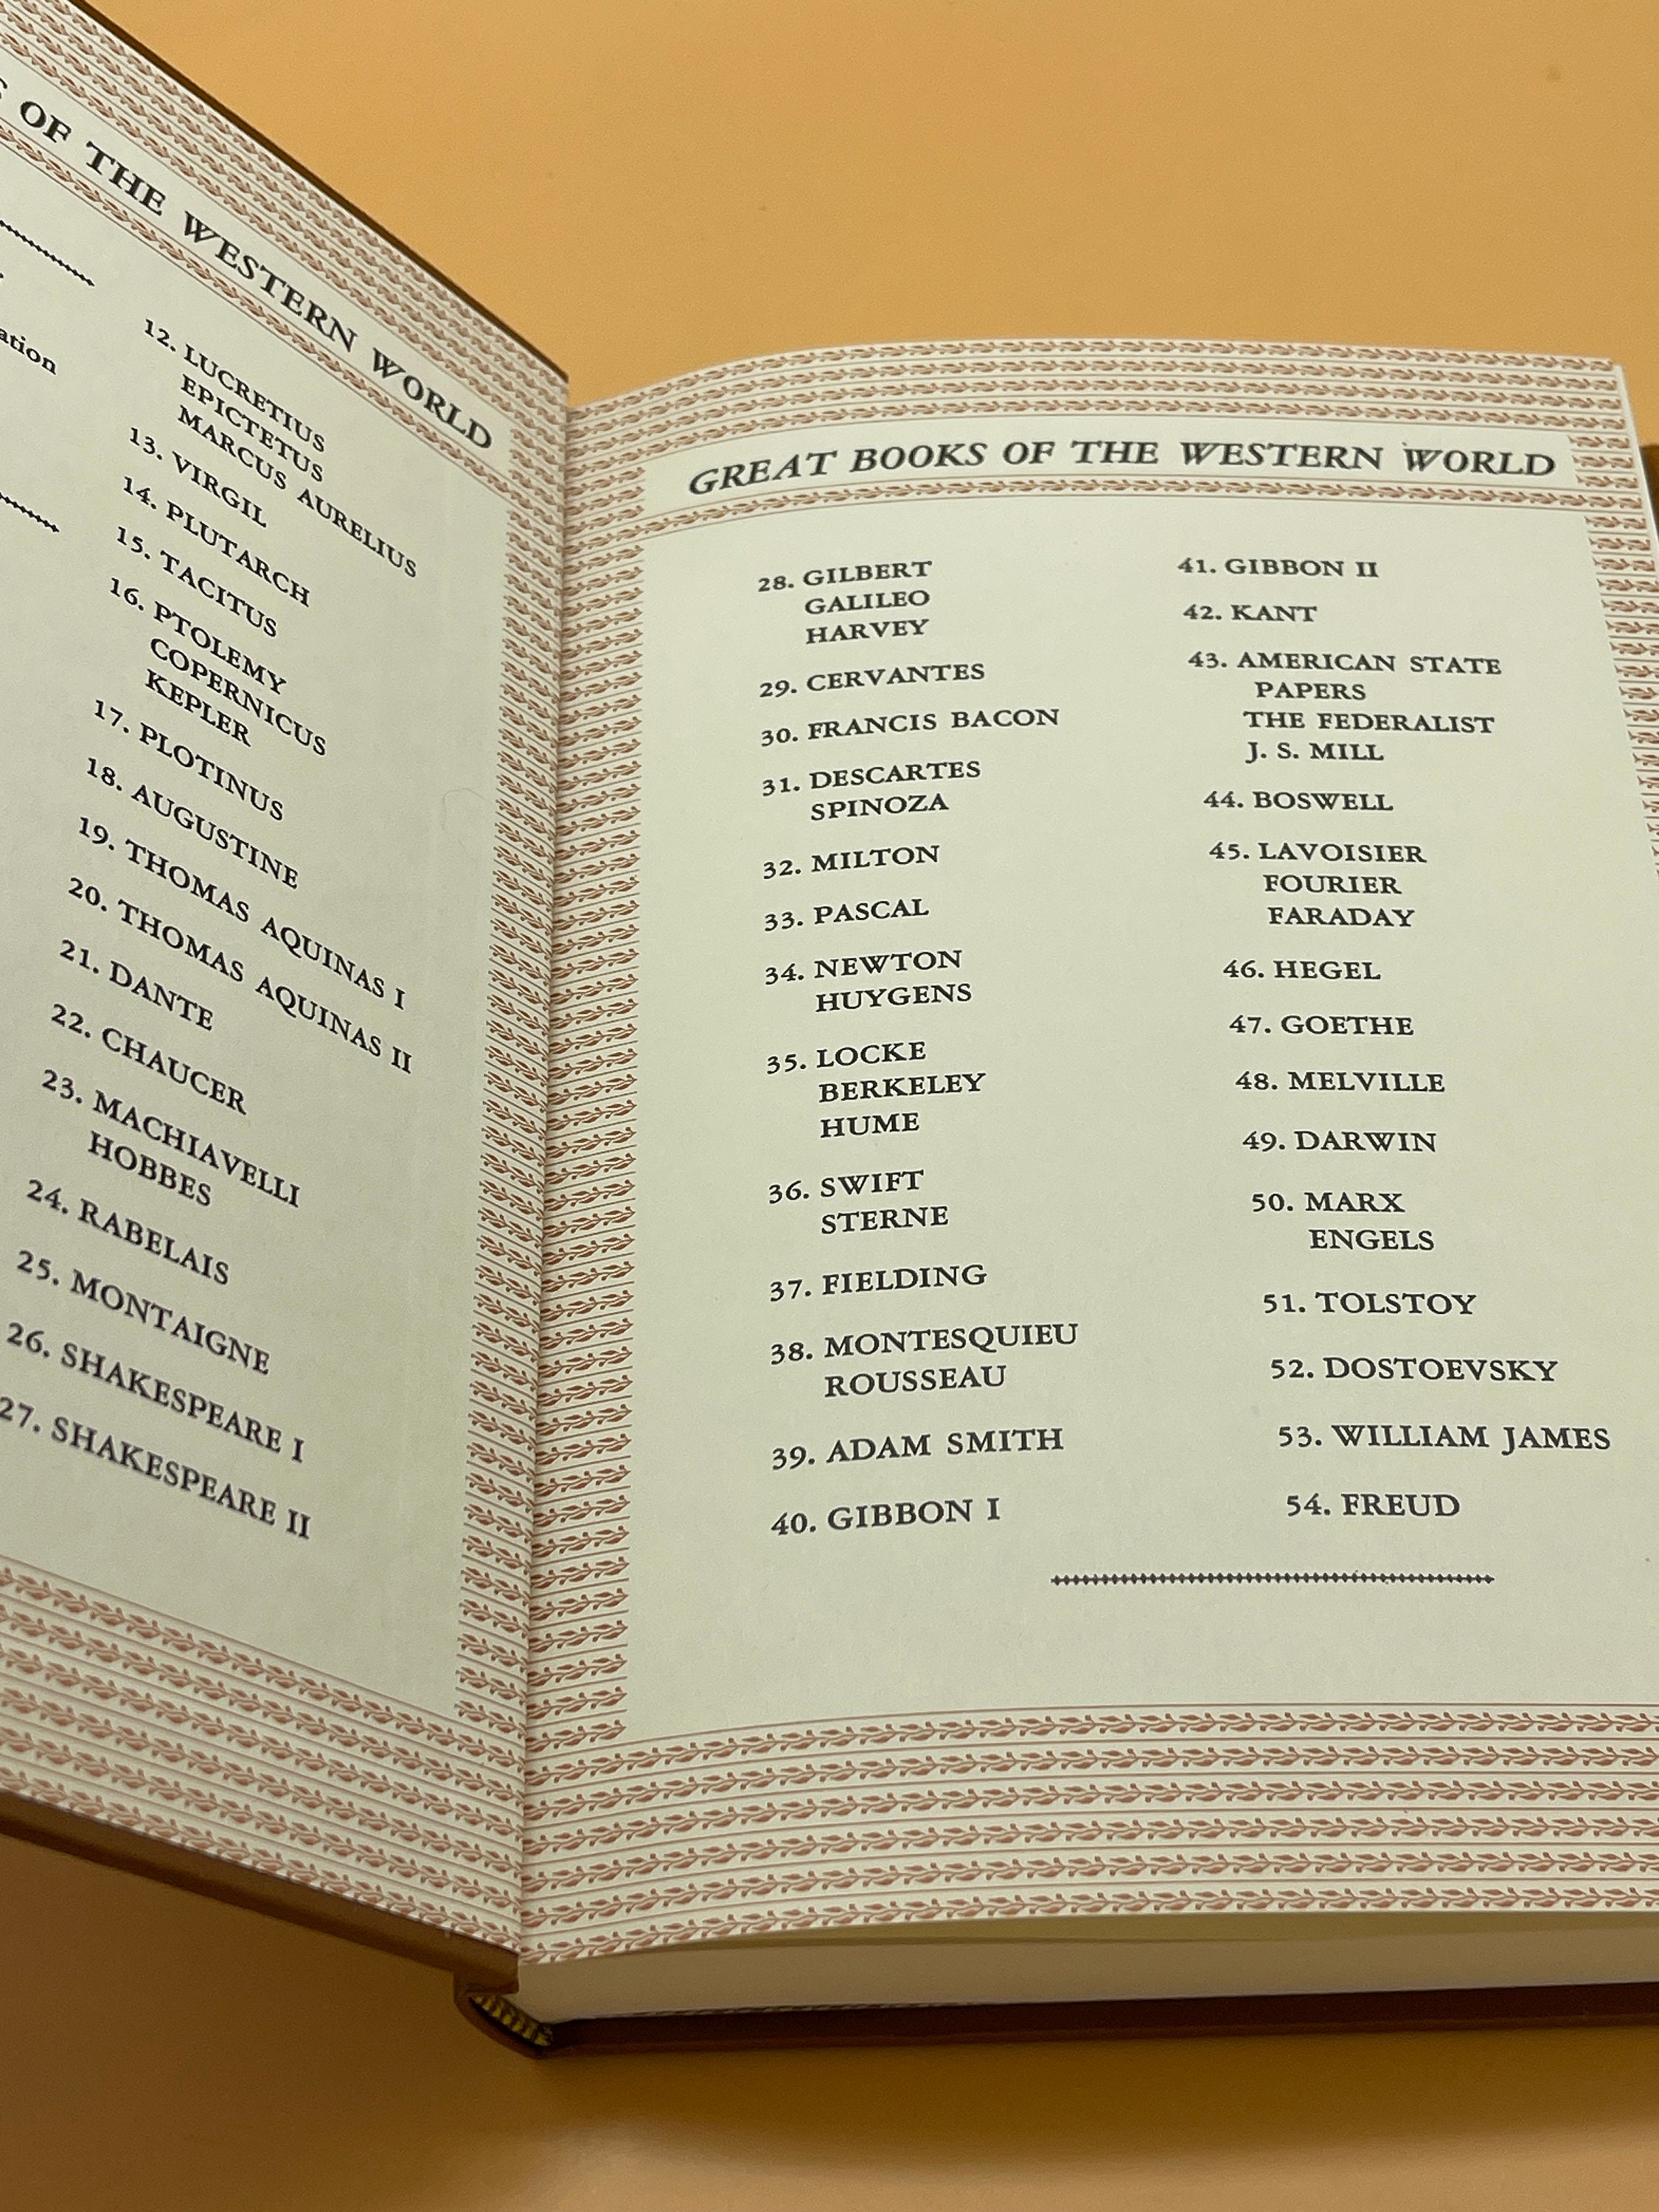 OF THE WESTERN WORLD
12. LUCRETIUS
EPICTETUS
MARCUS AURELIUS
13. VIRGIL
14. PLUTARCH
15. TACITUS
16. PTOLEMY
COPERNICUS
KEPLER
17. PLOTINUS
18. AUGUSTINE
19. THOMAS AQUINAS I
20. THOMAS AQUINAS II
21. DANTE
22. CHAUCER
23. MACHIAVELLI
HOBBES
24. RABELAIS
25. MONTAIGNE
26. SHAKESPEARE I
27. SHAKESPEARE II
GREAT BOOKS OF THE WESTERN WORLD
28. GILBERT
GALILEO
HARVEY
29. CERVANTES
30. FRANCIS BACON
31. DESCARTES
SPINOZA
32. MILTON
33. PASCAL
34. NEWTON
HUYGENS
35. LOCKE
BERKELEY
HUME
36. SWIFT
STERNE
37. FIELDING
38. MONTESQUIEU
ROUSSEAU
39. ADAM SMITH
40. GIBBON I
41. GIBBON II
42. KANT
43. AMERICAN STATE
PAPERS
THE FEDERALIST
J. S. MILL
44. BOSWELL
45. LAVOISIER
FOURIER
FARADAY
46. HEGEL
47. GOETHE
48. MELVILLE
49. DARWIN
50. MARX
ENGELS
51. TOLSTOY
52. DOSTOEVSKY
53. WILLIAM JAMES
54. FREUD